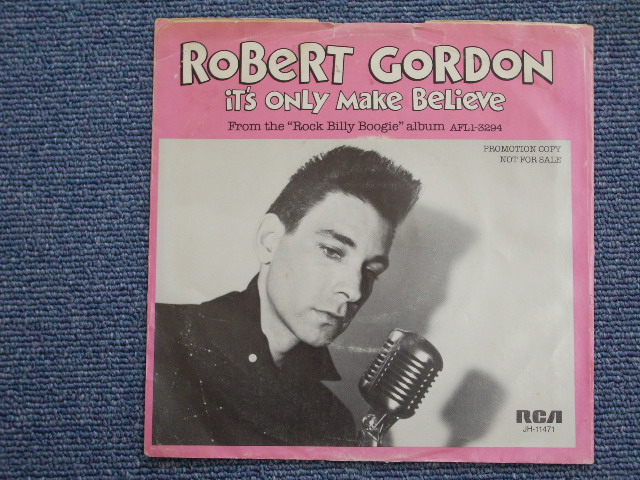 ROBERT GORDON
iT'S ONLY Make BeLieve
From the "Rock Billy Boogie" album AFL1-3294
PROMOTION COPY
NOT FOR SALE
RCA
JH-11471